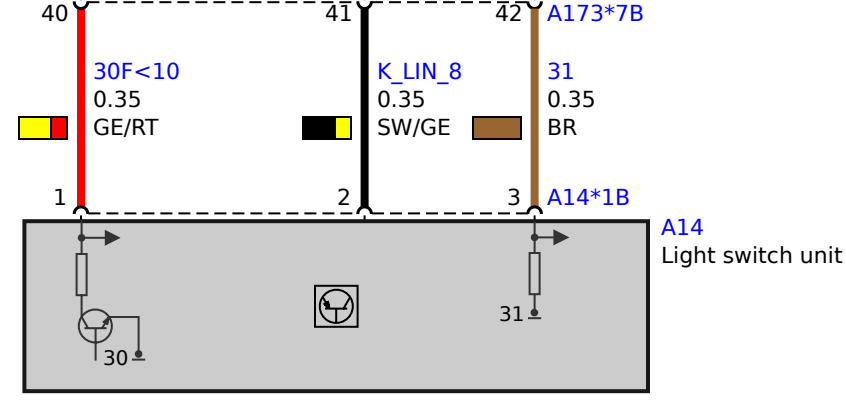 40 41 42 A173*7B
30F<10 K_LIN_8 31
0.35 0.35 0.35
GE/RT SW/GE BR
1 2 3 A14*1B
A14
Light switch unit
31
30